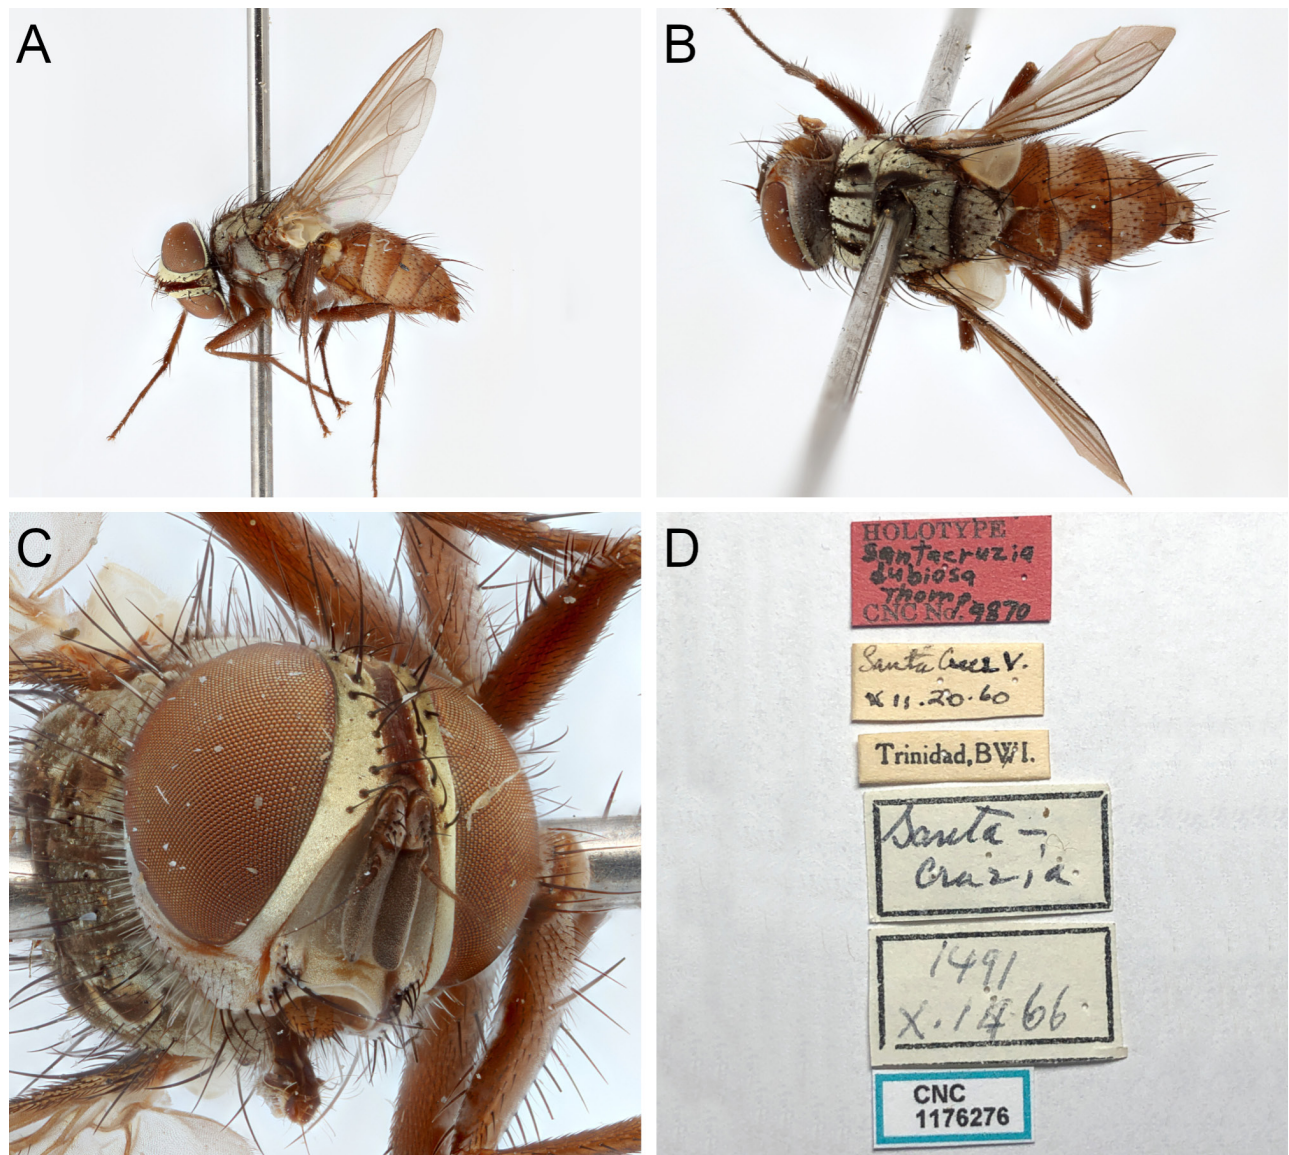 A
B
C
D
HOLOTYPE
Santacruzia
dubiosa
Thomp.
CNC No. 9870
Santa Cruz V.
XII.20.60
Trinidad, BWI.
Santa-
Cruzia.
1491
X.14.66.
CNC
1176276